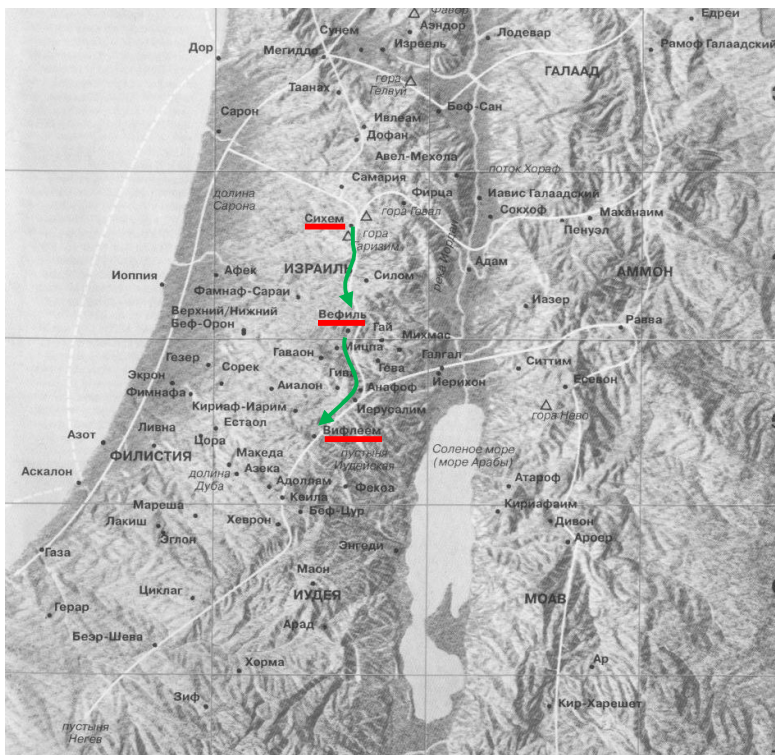 Фавор
Сунем
Аэндор
Едреи
Дор
Мегиддо
Изреель
Лодевар
Рамоф Галаадский
ГАЛААД
гора
Гелвуй
Таанах
Беф-Сан
Сарон
Ивлеам
Дофан
Авел-Мехола
поток Хораф
Самария
долина
Сарона
Фирца
Иавис Галаадский
гора Гевал
Сокхоф
Маханаим
Сихем
Пенуэл
гора
Гаризим
река Иордан
Адам
Иоппия
Афек
ИЗРАИЛЬ
Силом
АММОН
Фамнаф-Сараи
Верхний/Нижний
Беф-Орон
Вефиль
Гай
Иазер
Равва
Мицпа
Михмас
Гезер
Гаваон
Галгал
Сорек
Гева
Ситтим
Экрон
Гива
Иерихон
Есевон
Фимнафа
Аиалон
Анафоф
Кириаф-Иарим
Иерусалим
гора Нево
Азот
Ливна
Естаол
Вифлеем
Цора
ФИЛИСТИЯ
Македа
пустыня
Иудейская
Соленое море
(море Арабы)
Аскалон
долина
Дуба
Азека
Адоллам
Фекоа
Атароф
Мареша
Кеила
Кириафаим
Лакиш
Беф-Цур
Хеврон
Дивон
Эглон
Ароер
Газа
Энгеди
Маон
Циклаг
ИУДЕЯ
МОАВ
Герар
Арад
Беэр-Шева
Хорма
Ар
Зиф
Кир-Харешет
пустыня
Негев